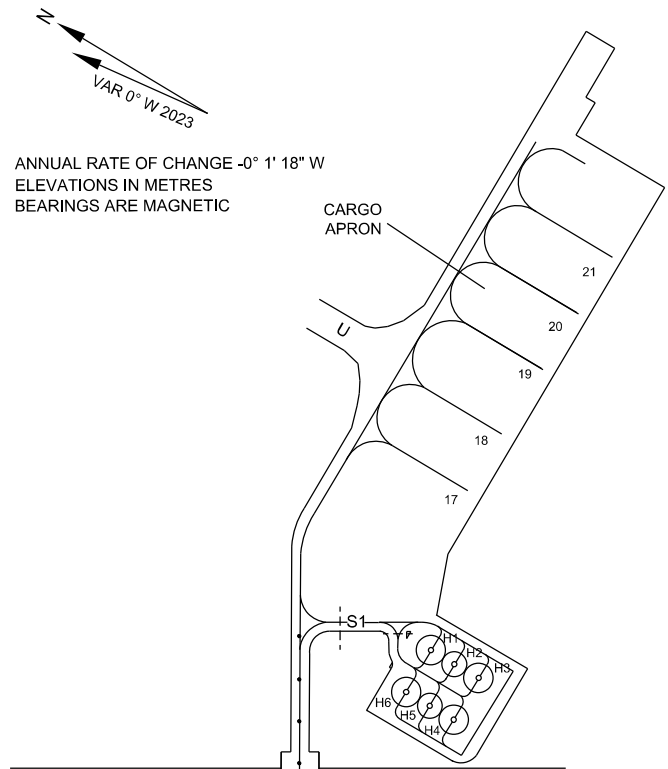 N
VAR 0° W 2023
ANNUAL RATE OF CHANGE -0° 1' 18" W
ELEVATIONS IN METRES
BEARINGS ARE MAGNETIC
CARGO
APRON
21
20
U
19
18
17
S1
H1
H2
H3
H6
H5
H4